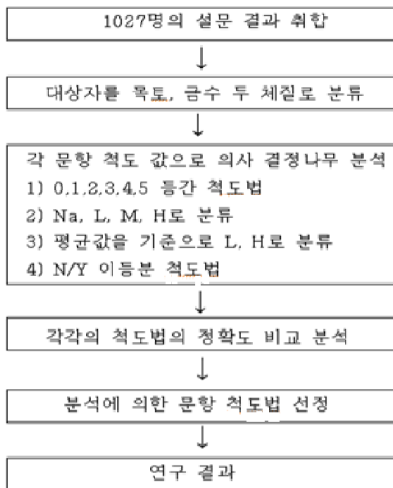 1027명의 설문 결과 취합
대상자를 목토, 금수 두 체질로 분류
각 문항 척도 값으로 의사 결정나무 분석
1) 0,1,2,3,4,5 등간 척도법
2) Na, L, M, H로 분류
3) 평균값을 기준으로 L, H로 분류
4) N/Y 이등분 척도법
각각의 척도법의 정확도 비교 분석
분석에 의한 문항 척도법 선정
연구 결과